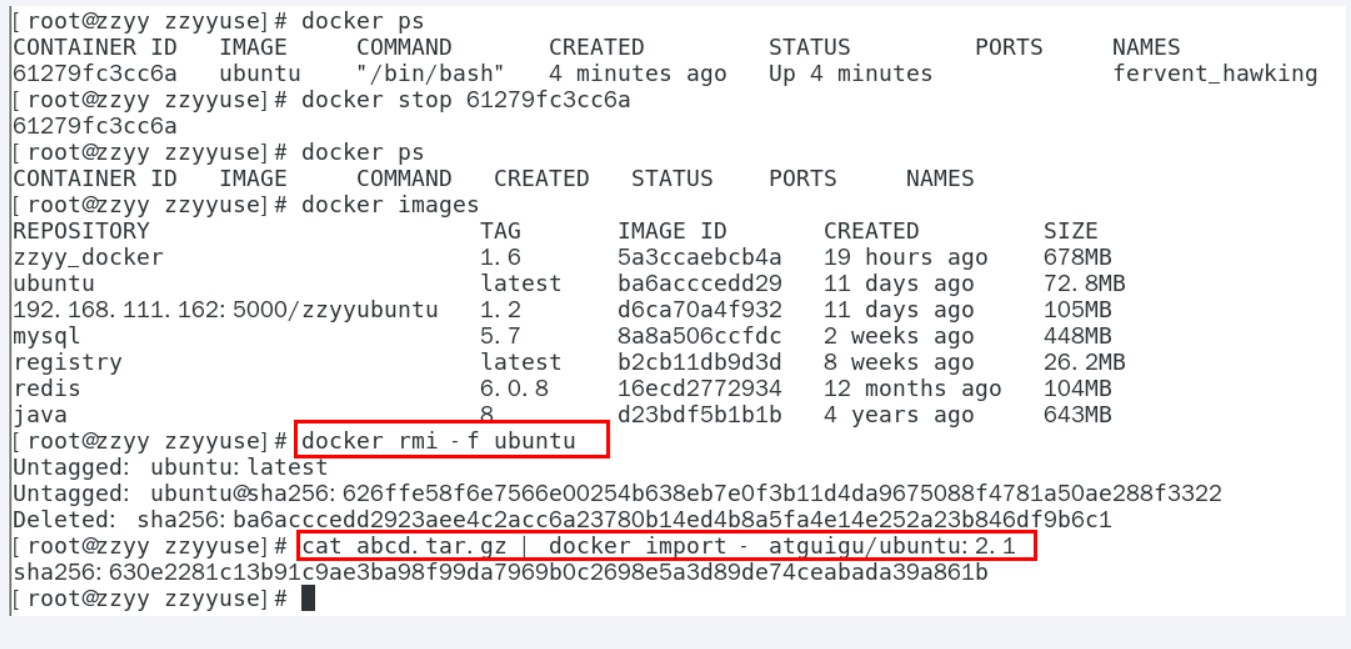 [root@zzyy zzyyuse]# docker ps
CONTAINER ID   IMAGE     COMMAND       CREATED         STATUS         PORTS     NAMES
61279fc3cc6a   ubuntu    "/bin/bash"   4 minutes ago   Up 4 minutes             fervent_hawking
[root@zzyy zzyyuse]# docker stop 61279fc3cc6a
61279fc3cc6a
[root@zzyy zzyyuse]# docker ps
CONTAINER ID   IMAGE     COMMAND   CREATED   STATUS    PORTS     NAMES
[root@zzyy zzyyuse]# docker images
REPOSITORY                        TAG       IMAGE ID       CREATED         SIZE
zzyy_docker                       1.6       5a3ccaebcb4a   19 hours ago    678MB
ubuntu                            latest    ba6acccedd29   11 days ago     72.8MB
192.168.111.162:5000/zzyyubuntu   1.2       d6ca70a4f932   11 days ago     105MB
mysql                             5.7       8a8a506ccfdc   2 weeks ago     448MB
registry                          latest    b2cb11db9d3d   8 weeks ago     26.2MB
redis                             6.0.8     16ecd2772934   12 months ago   104MB
java                              8         d23bdf5b1b1b   4 years ago     643MB
[root@zzyy zzyyuse]# docker rmi -f ubuntu
Untagged: ubuntu:latest
Untagged: ubuntu@sha256:626ffe58f6e7566e00254b638eb7e0f3b11d4da9675088f4781a50ae288f3322
Deleted: sha256:ba6acccedd2923aee4c2acc6a23780b14ed4b8a5fa4e14e252a23b846df9b6c1
[root@zzyy zzyyuse]# cat abcd.tar.gz | docker import - atguigu/ubuntu:2.1
sha256:630e2281c13b91c9ae3ba98f99da7969b0c2698e5a3d89de74ceabada39a861b
[root@zzyy zzyyuse]#